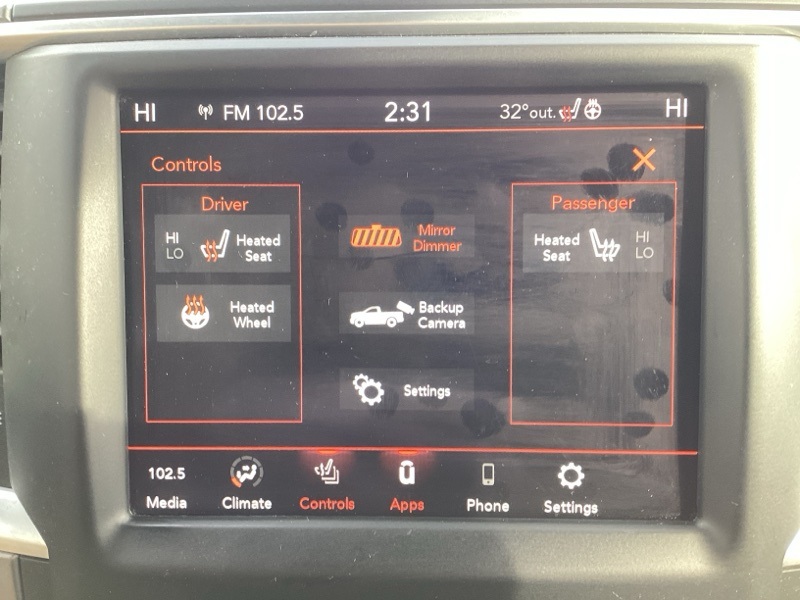 HI FM 102.5 2:31 32°out. HI
Controls
Driver
HI
LO
Heated
Seat
Heated
Wheel
Mirror
Dimmer
Backup
Camera
Settings
Passenger
Heated
Seat
HI
LO
102.5
Media Climate Controls Apps Phone Settings